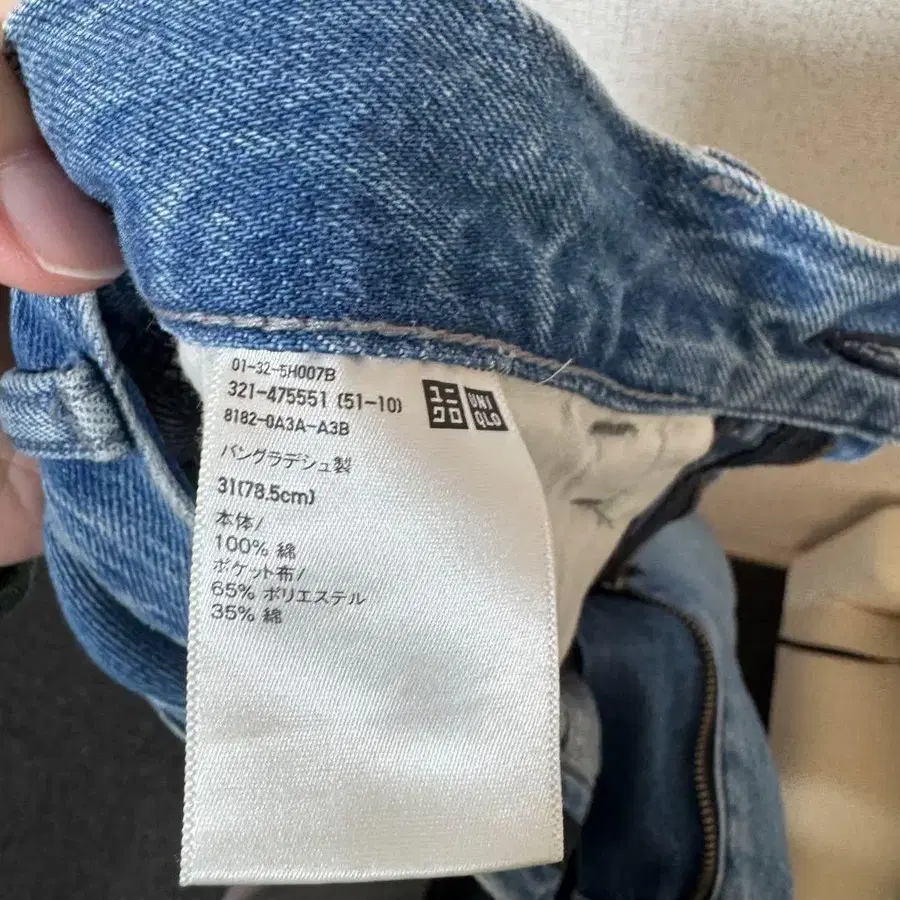 01-32-5H007B
321-475551 (51-10)
8182-0A3A-A3B
ユニクロ
UNIQLO
バングラデシュ製
31(78.5cm)
本体/
100% 綿
ポケット布/
65% ポリエステル
35% 綿